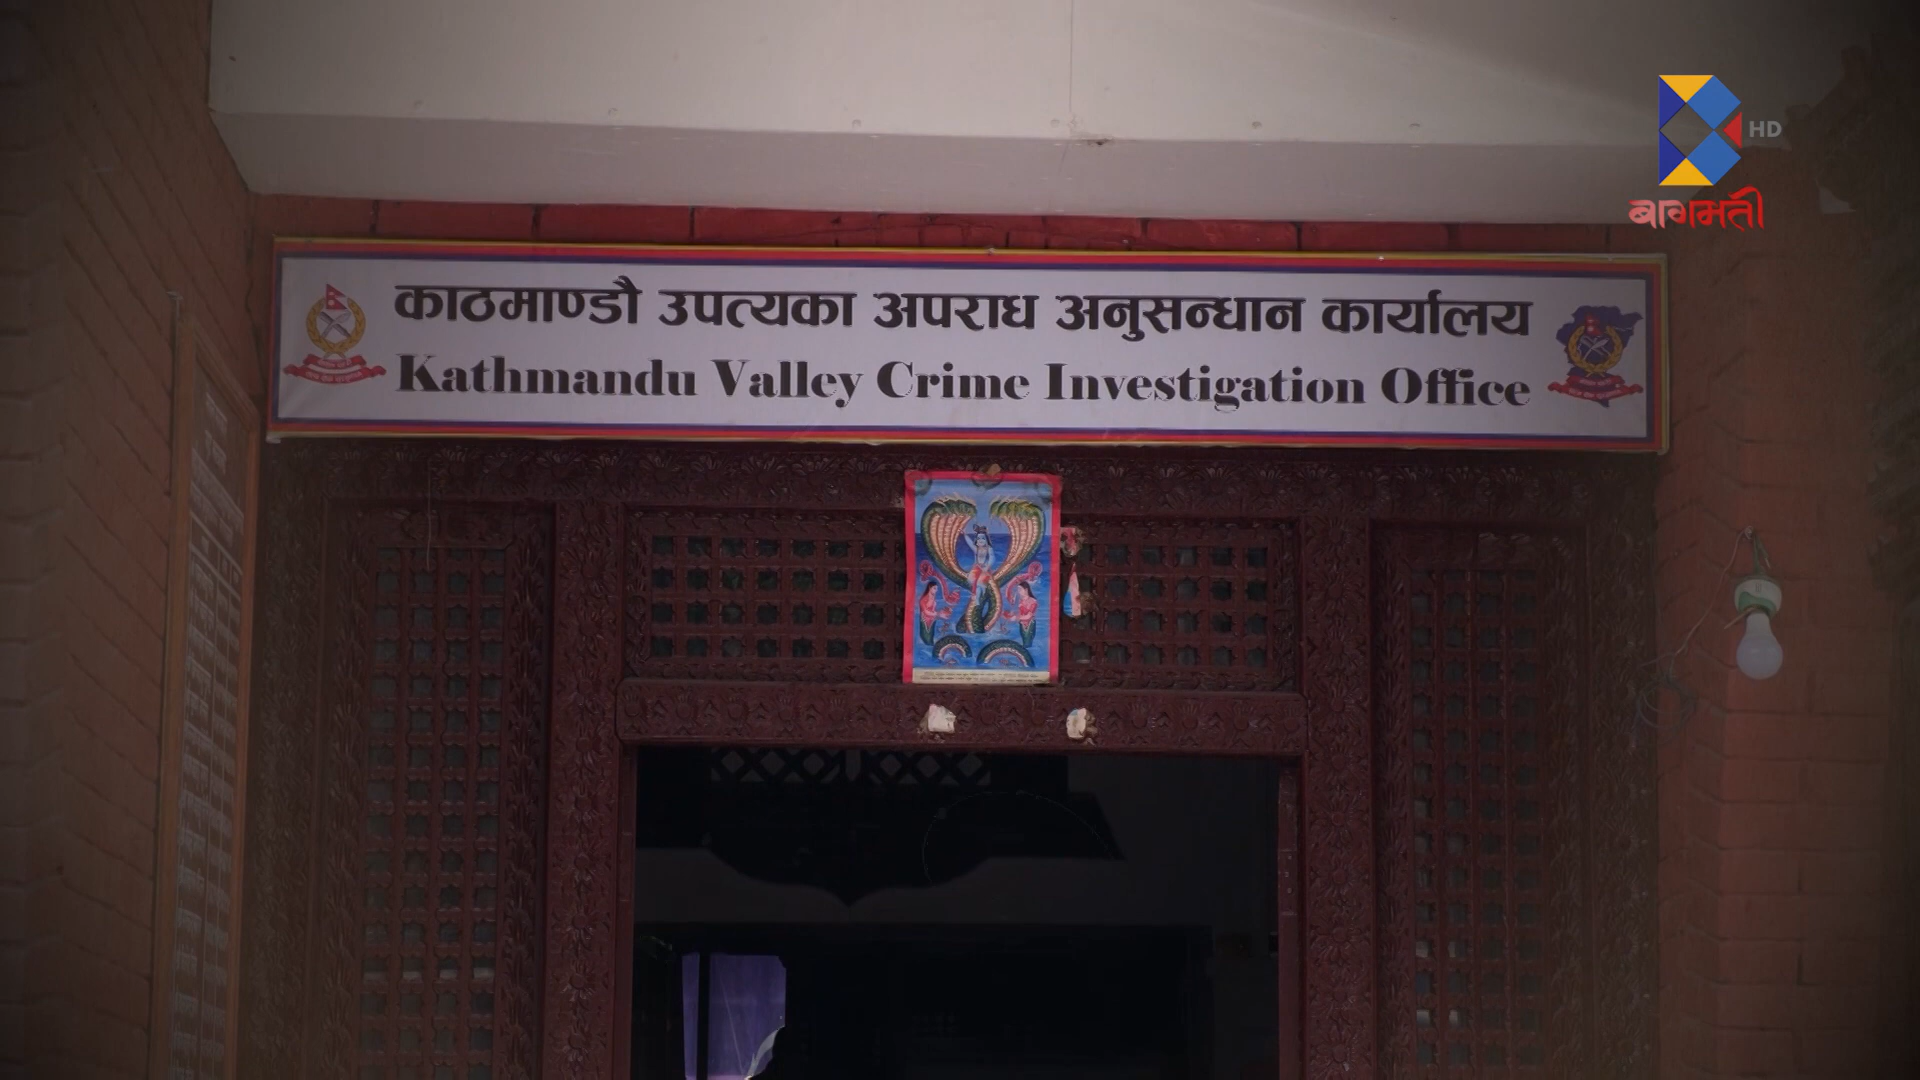 HD
बागमती
काठमाण्डौ उपत्यका अपराध अनुसन्धान कार्यालय
Kathmandu Valley Crime Investigation Office